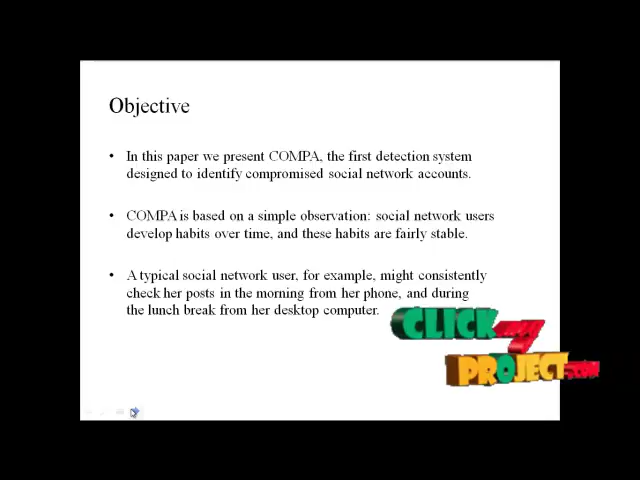 Objective
• In this paper we present COMPA, the first detection system
designed to identify compromised social network accounts.
• COMPA is based on a simple observation: social network users
develop habits over time, and these habits are fairly stable.
• A typical social network user, for example, might consistently
check her posts in the morning from her phone, and during
the lunch break from her desktop computer.
CLICK MY
PROJECT.COM